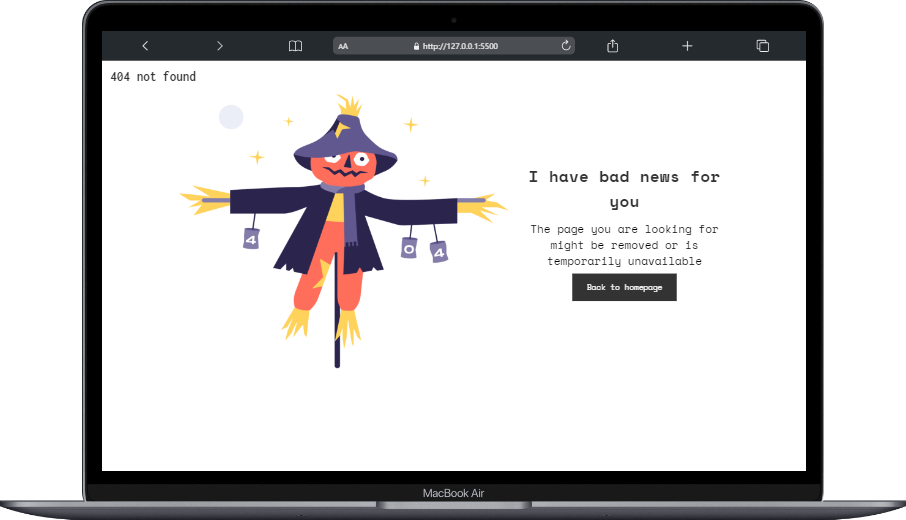 AA
http://127.0.0.1:5500
404 not found
4
0
4
I have bad news for
you
The page you are looking for
might be removed or is
temporarily unavailable
Back to homepage
MacBook Air